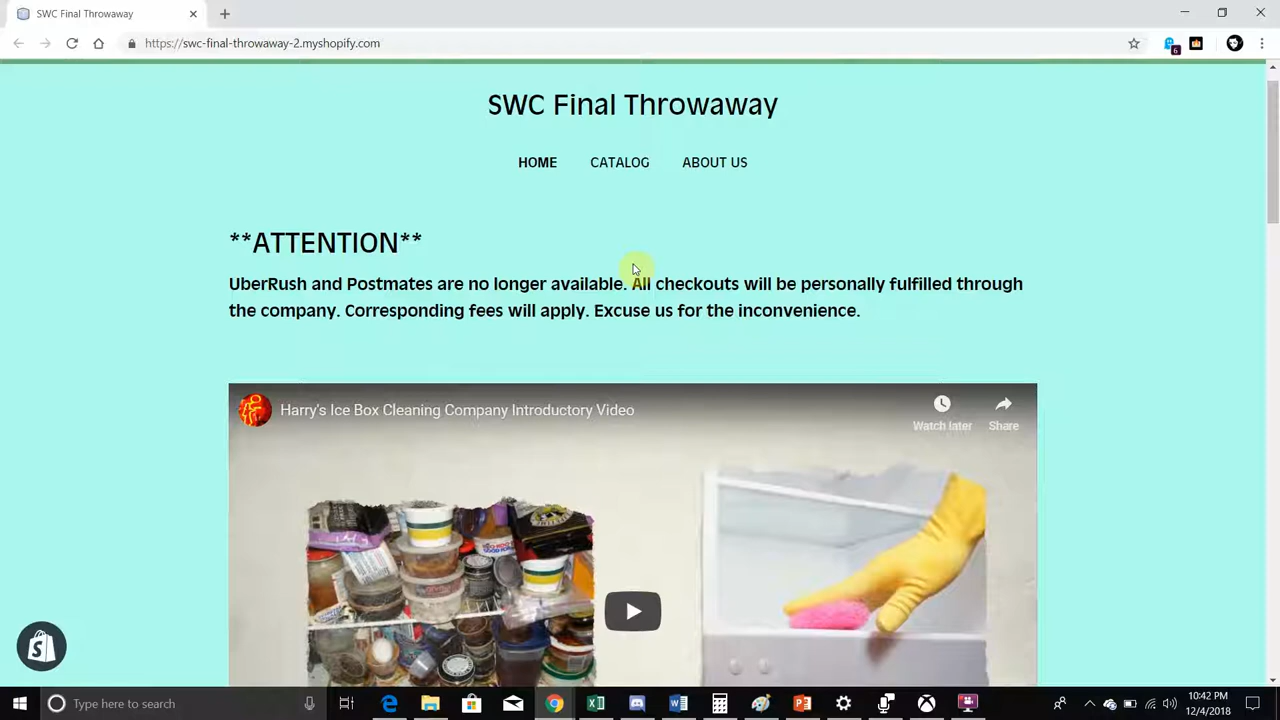 SWC Final Throwaway
https://swc-final-throwaway-2.myshopify.com
6
SWC Final Throwaway
HOME CATALOG ABOUT US
**ATTENTION**
UberRush and Postmates are no longer available. All checkouts will be personally fulfilled through
the company. Corresponding fees will apply. Excuse us for the inconvenience.
Harry's Ice Box Cleaning Company Introductory Video
Watch later
Share
Type here to search
10:42 PM
12/4/2018